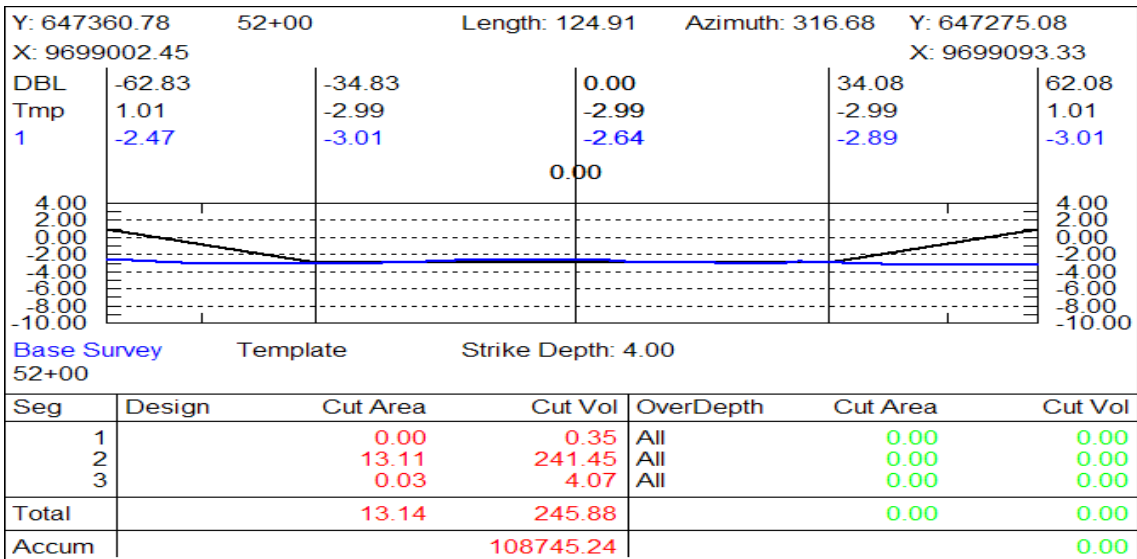 Y: 647360.78 52+00 Length: 124.91 Azimuth: 316.68 Y: 647275.08
X: 9699002.45 X: 9699093.33
DBL -62.83 -34.83 0.00 34.08 62.08
Tmp 1.01 -2.99 -2.99 -2.99 1.01
1 -2.47 -3.01 -2.64 -2.89 -3.01
0.00
4.00 4.00
2.00 2.00
0.00 0.00
-2.00 -2.00
-4.00 -4.00
-6.00 -6.00
-8.00 -8.00
-10.00 -10.00
Base Survey Template Strike Depth: 4.00
52+00
Seg Design Cut Area Cut Vol OverDepth Cut Area Cut Vol
1 0.00 0.35 All 0.00 0.00
2 13.11 241.45 All 0.00 0.00
3 0.03 4.07 All 0.00 0.00
Total 13.14 245.88 0.00 0.00
Accum 108745.24 0.00